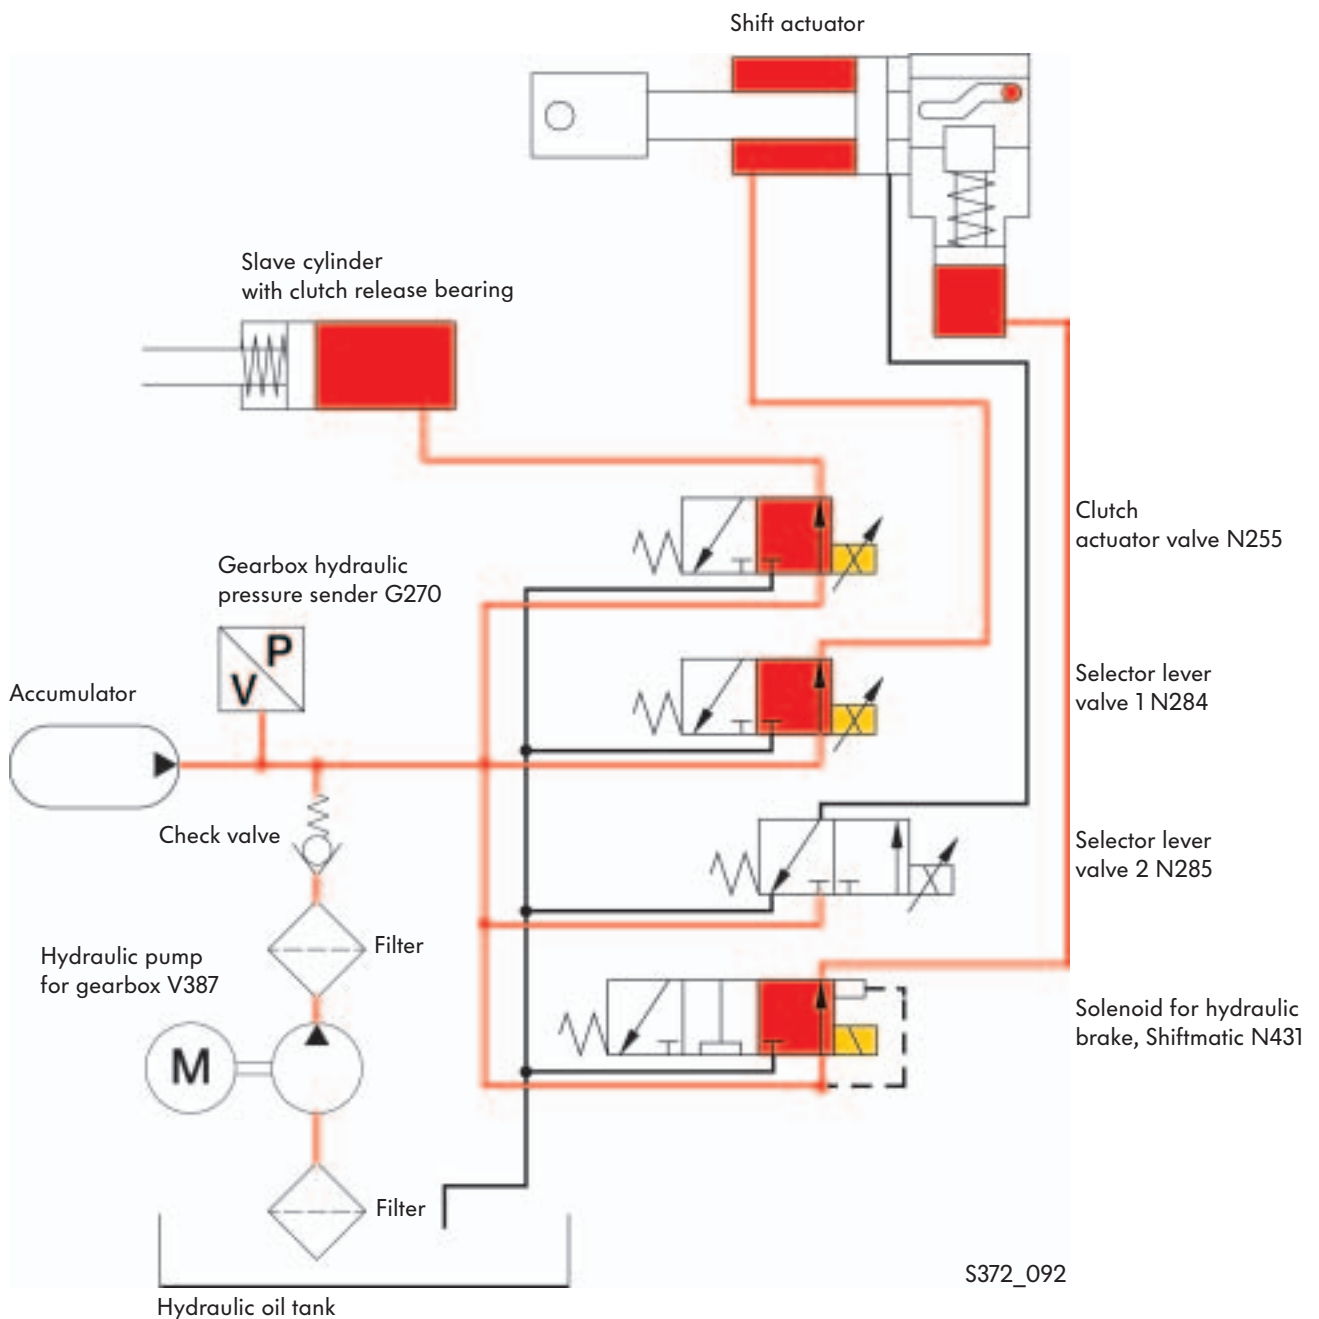 Shift actuator
Slave cylinder
with clutch release bearing
Clutch
actuator valve N255
Gearbox hydraulic
pressure sender G270
P
V
Accumulator
Selector lever
valve 1 N284
Check valve
Selector lever
valve 2 N285
Filter
Hydraulic pump
for gearbox V387
Solenoid for hydraulic
brake, Shiftmatic N431
M
Filter
S372_092
Hydraulic oil tank